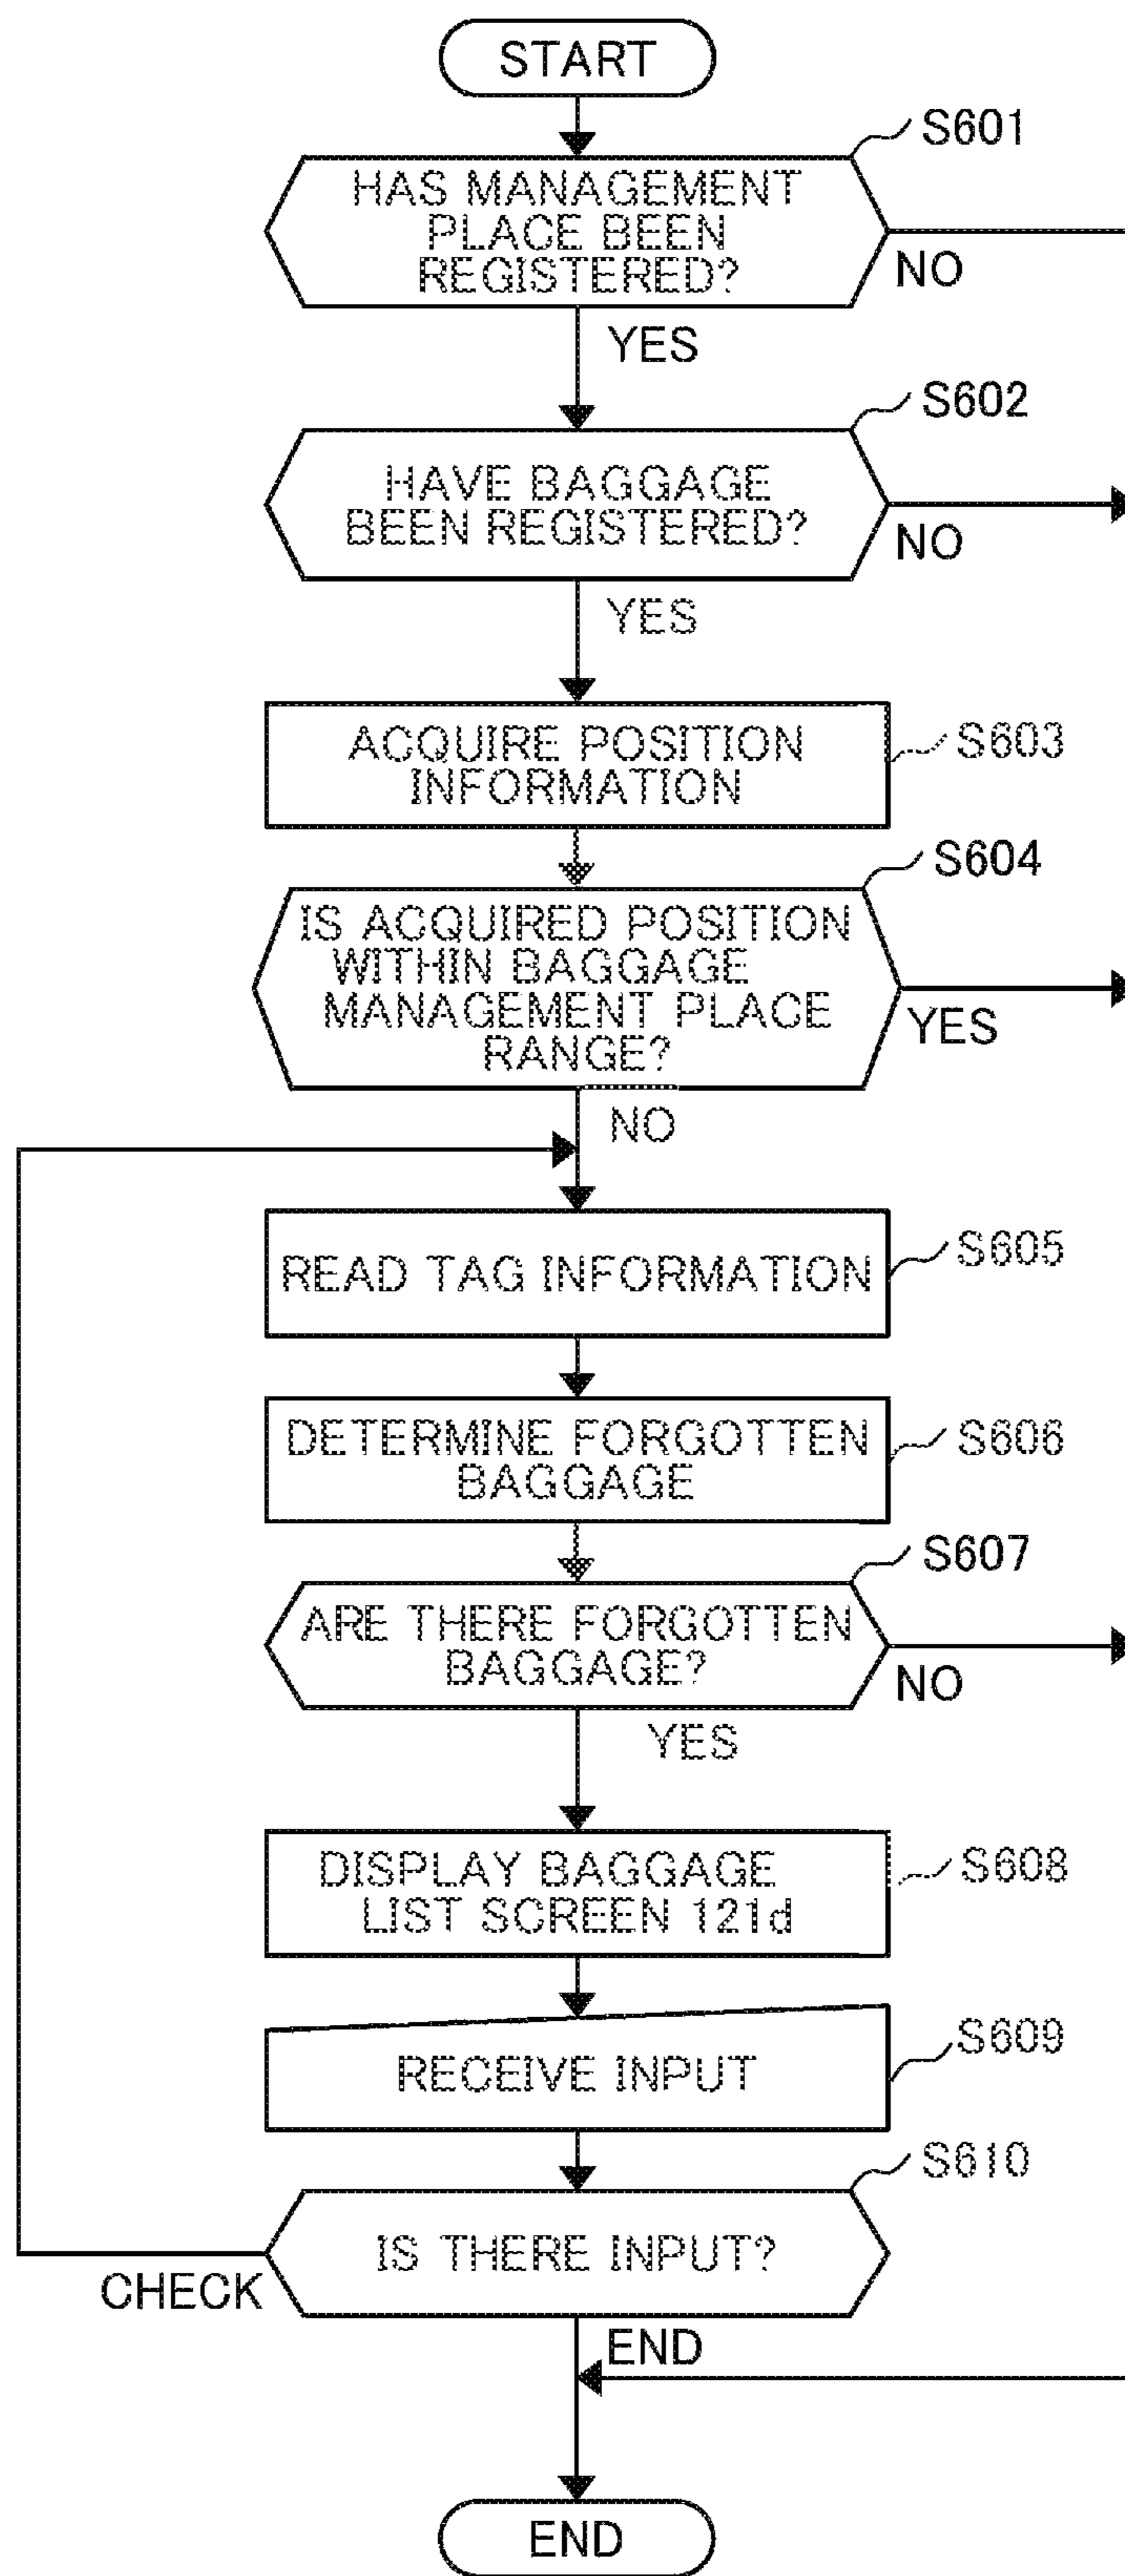 START
S601
HAS MANAGEMENT
PLACE BEEN
REGISTERED?
NO
YES
S602
HAVE BAGGAGE
BEEN REGISTERED?
NO
YES
S603
ACQUIRE POSITION
INFORMATION
S604
IS ACQUIRED POSITION
WITHIN BAGGAGE
MANAGEMENT PLACE
RANGE?
YES
NO
S605
READ TAG INFORMATION
S606
DETERMINE FORGOTTEN
BAGGAGE
S607
ARE THERE FORGOTTEN
BAGGAGE?
NO
YES
S608
DISPLAY BAGGAGE
LIST SCREEN 121d
S609
RECEIVE INPUT
S610
IS THERE INPUT?
CHECK
END
END